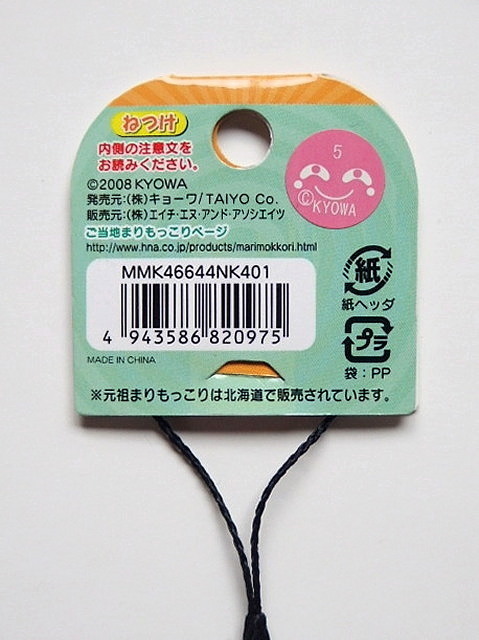 ねつけ
内側の注意文を
お読みください。
5
©KYOWA
©2008 KYOWA
発売元:(株)キョーワ/TAIYO Co.
販売元:(株)エイチ・エヌ・アンド・アソシエイツ
ご当地まりもっこりページ
http://www.hna.co.jp/products/marimokkori.html
紙
紙ヘッダ
MMK46644NK401
4 943586 820975
プラ
袋:PP
MADE IN CHINA
※元祖まりもっこりは北海道で販売されています。